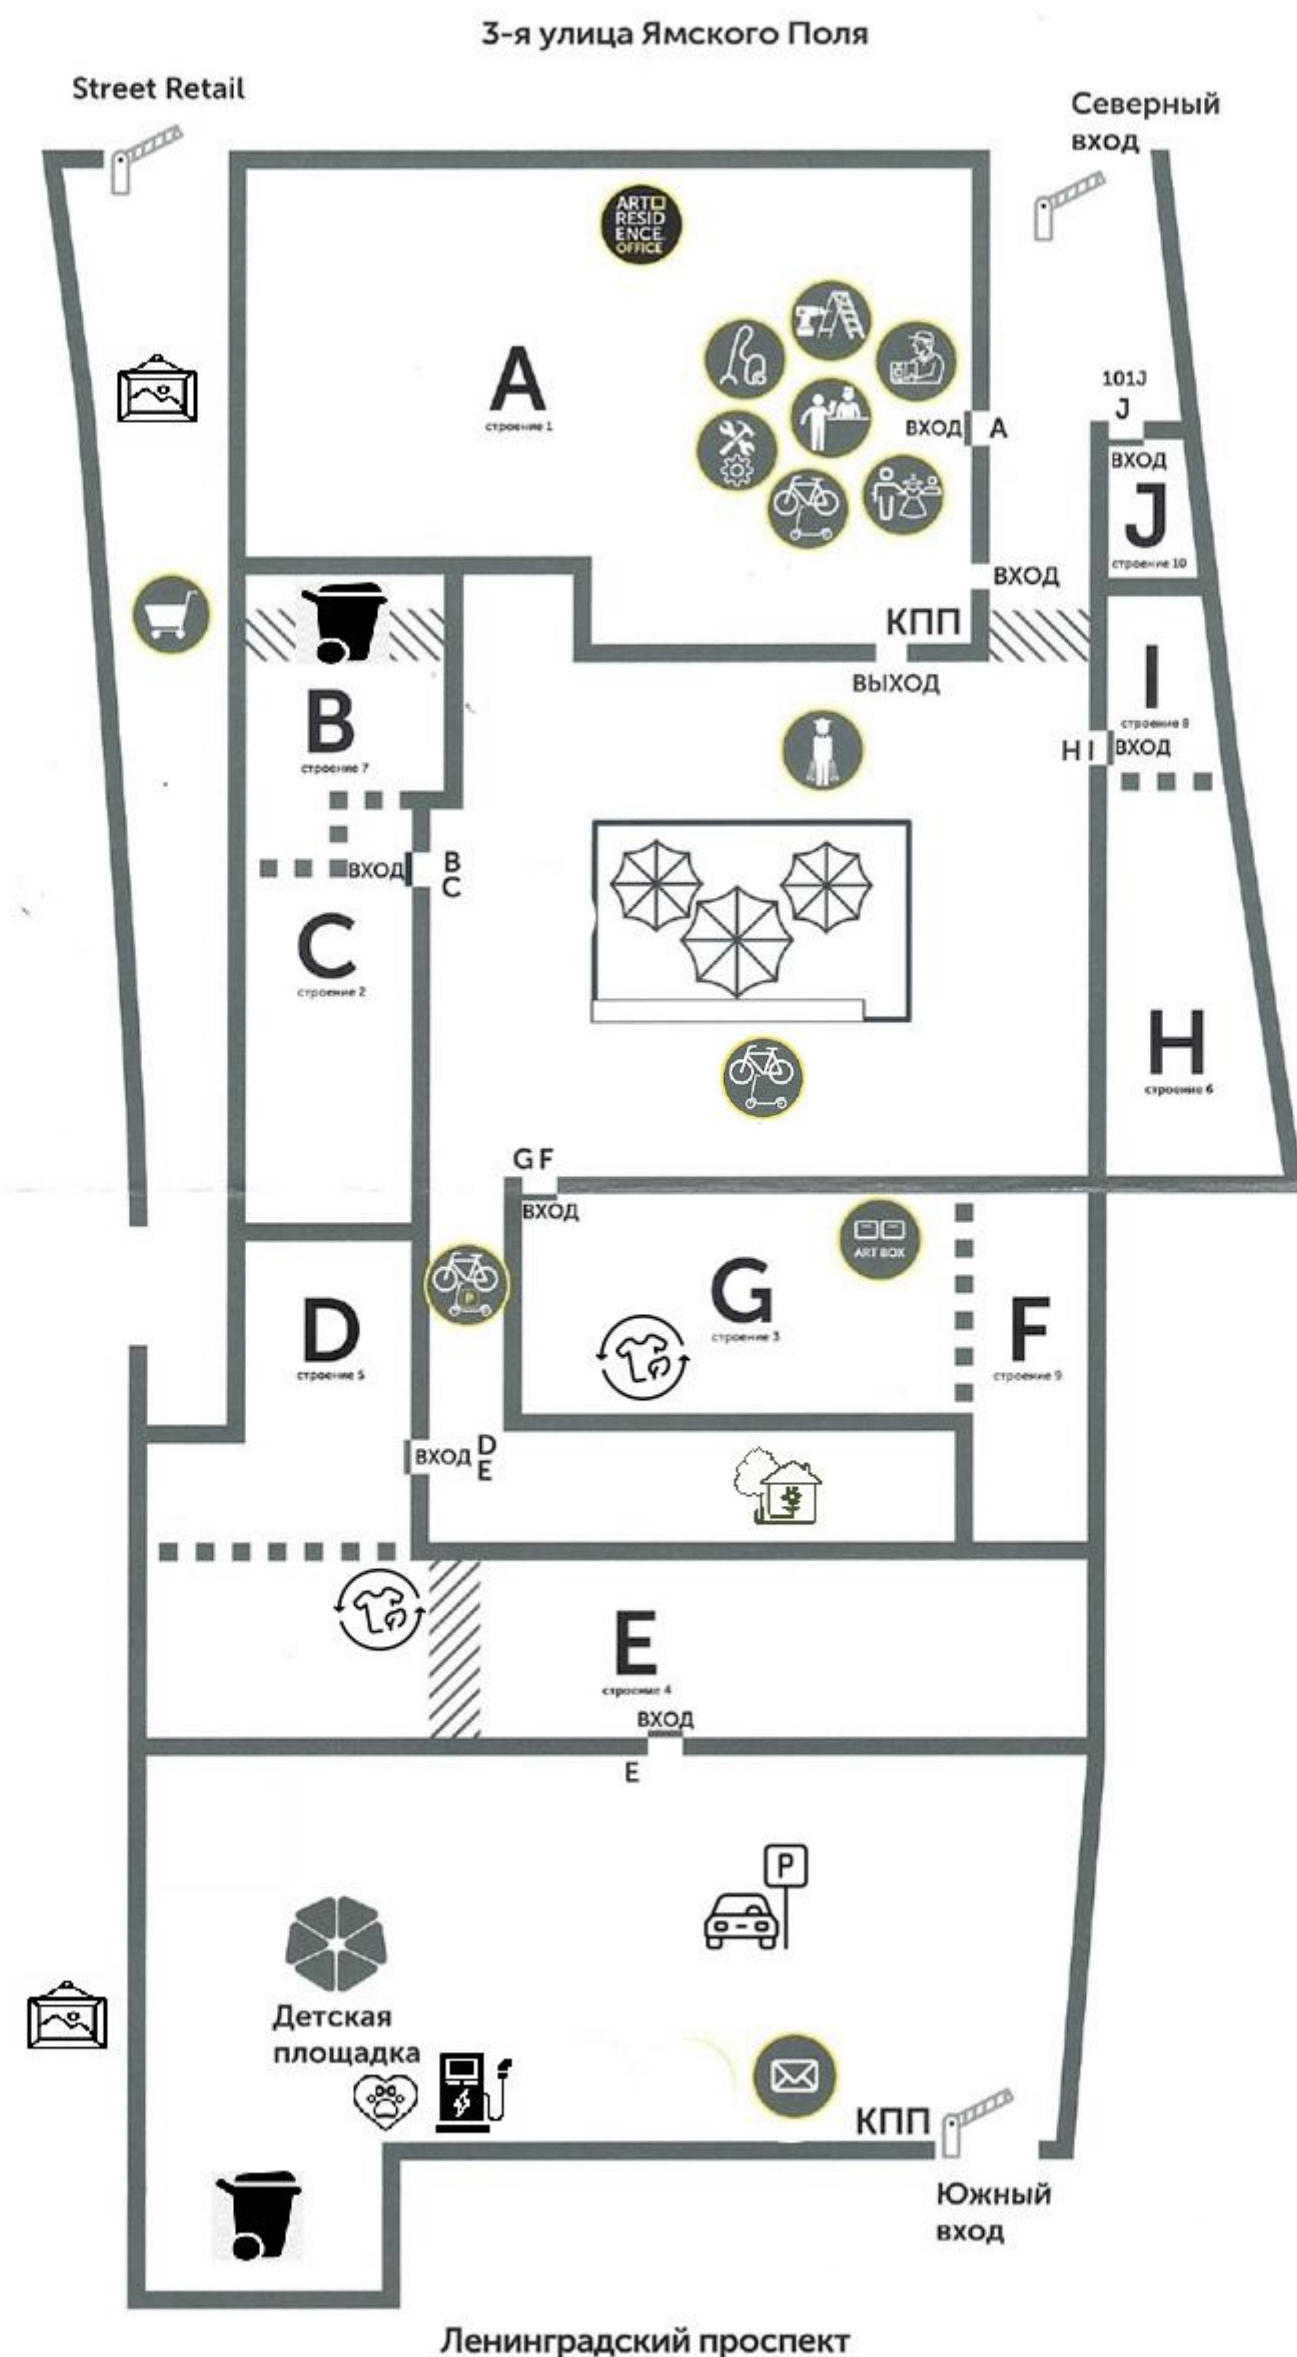 3-я улица Ямского Поля
Street Retail
Северный
вход
ART
RESID
ENCE.
OFFICE
A
строение 1
ВХОД
A
101J
J
ВХОД
J
строение 10
ВХОД
КПП
ВЫХОД
B
строение 7
I
строение 8
H I
ВХОД
ВХОД
B
C
C
строение 2
H
строение 6
G F
ВХОД
ART BOX
G
строение 3
F
строение 9
D
строение 5
P
ВХОД
D
E
E
строение 4
ВХОД
E
P
Детская
площадка
КПП
Южный
вход
Ленинградский проспект